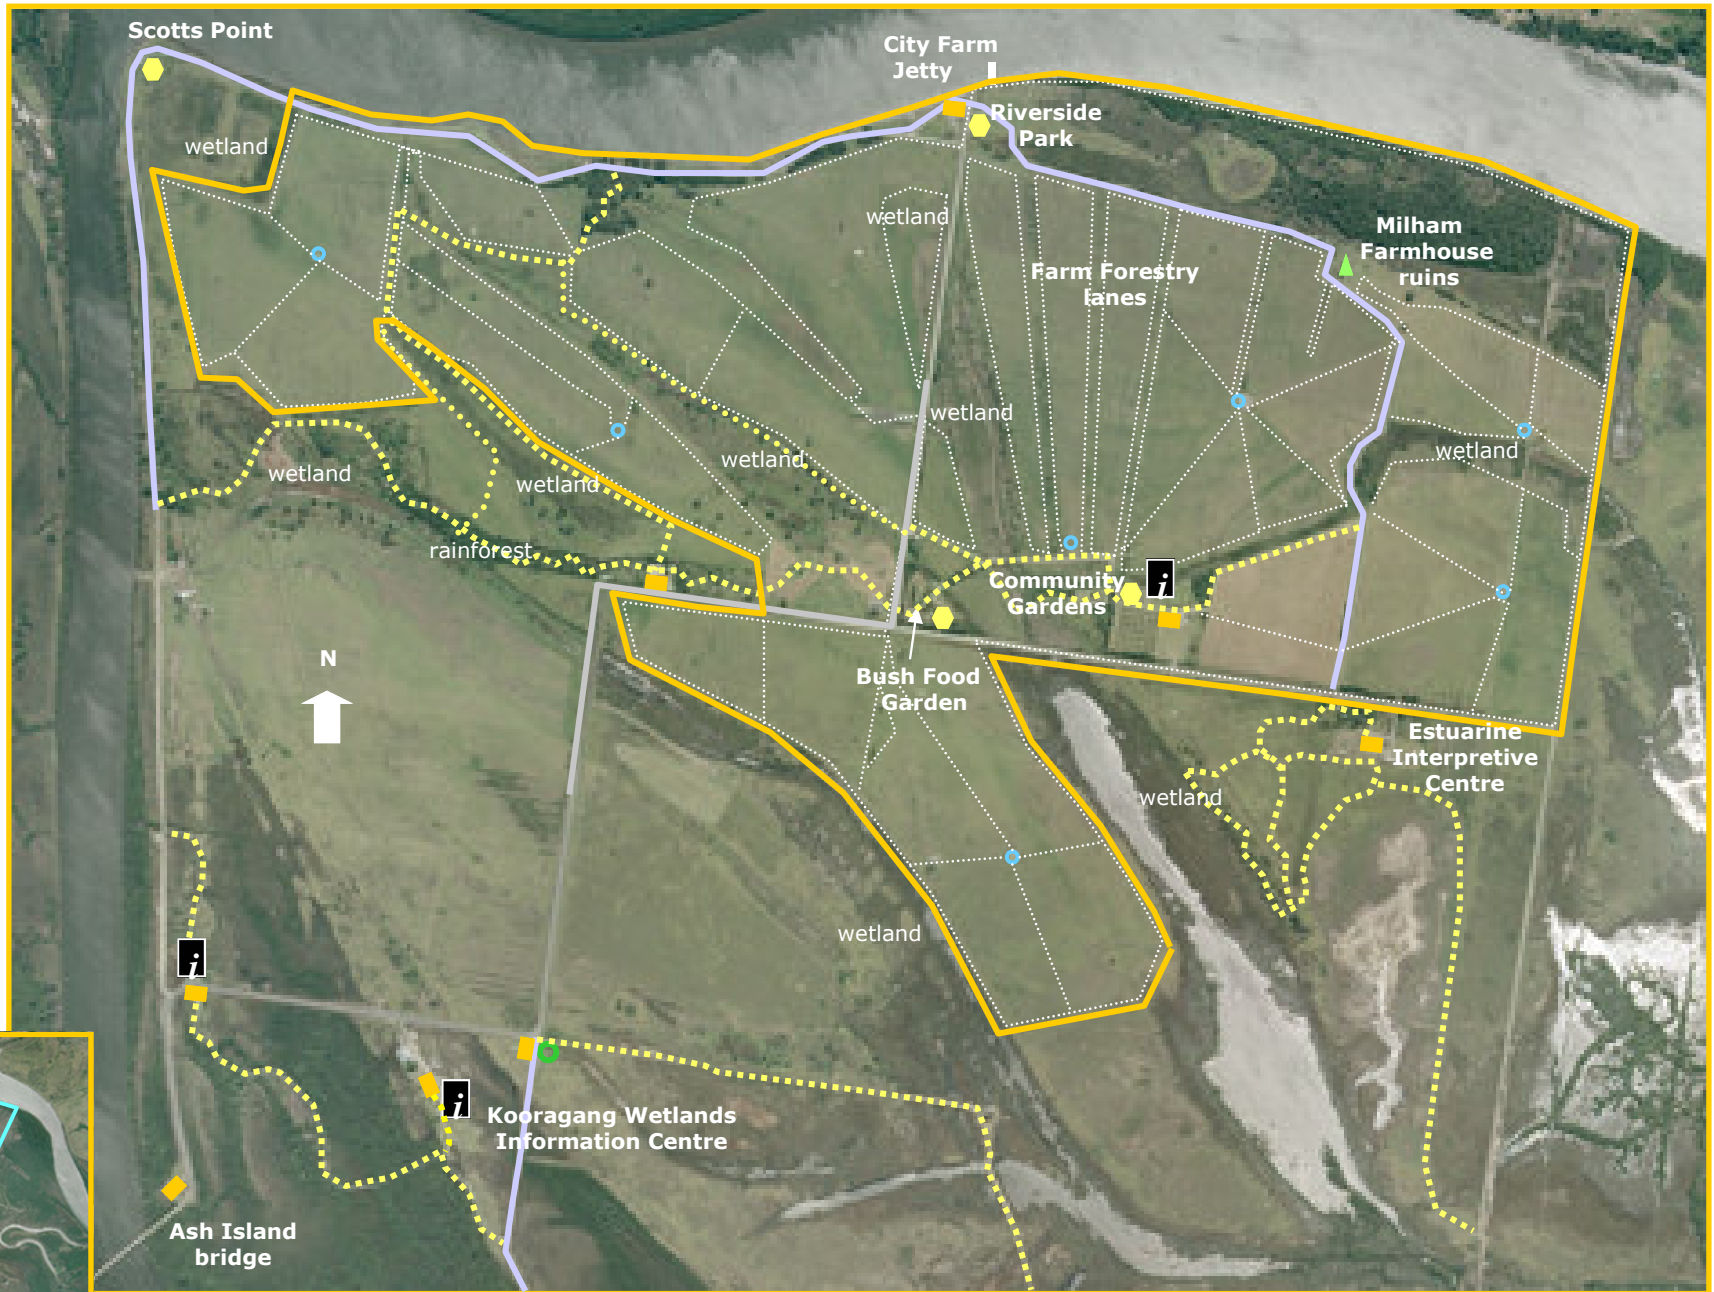 Scotts Point
City Farm
Jetty
Riverside
Park
wetland
wetland
Milham
Farmhouse
ruins
Farm Forestry
lanes
wetland
wetland
wetland
wetland
wetland
rainforest
Community
Gardens
i
N
Bush Food
Garden
Estuarine
Interpretive
Centre
wetland
wetland
i
i
Kooragang Wetlands
Information Centre
Ash Island
bridge